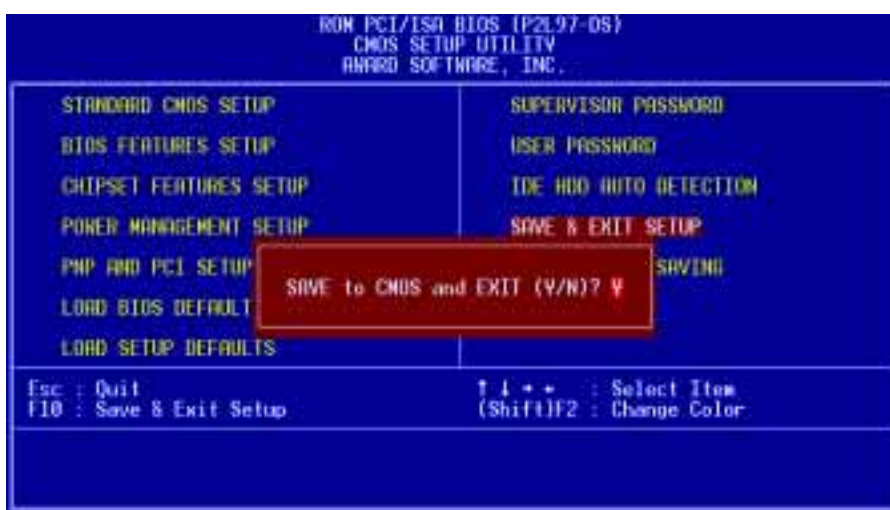 ROM PCI/ISA BIOS (P2L97-DS)
CMOS SETUP UTILITY
AWARD SOFTWARE, INC.
STANDARD CMOS SETUP
BIOS FEATURES SETUP
CHIPSET FEATURES SETUP
POWER MANAGEMENT SETUP
PNP AND PCI SETUP
LOAD BIOS DEFAULT
LOAD SETUP DEFAULTS
SUPERVISOR PASSWORD
USER PASSWORD
IDE HDD AUTO DETECTION
SAVE & EXIT SETUP
SAVING
SAVE to CMOS and EXIT (Y/N)? Y
Esc : Quit
F10 : Save & Exit Setup
↑ ↓ → ← : Select Item
(Shift)F2 : Change Color